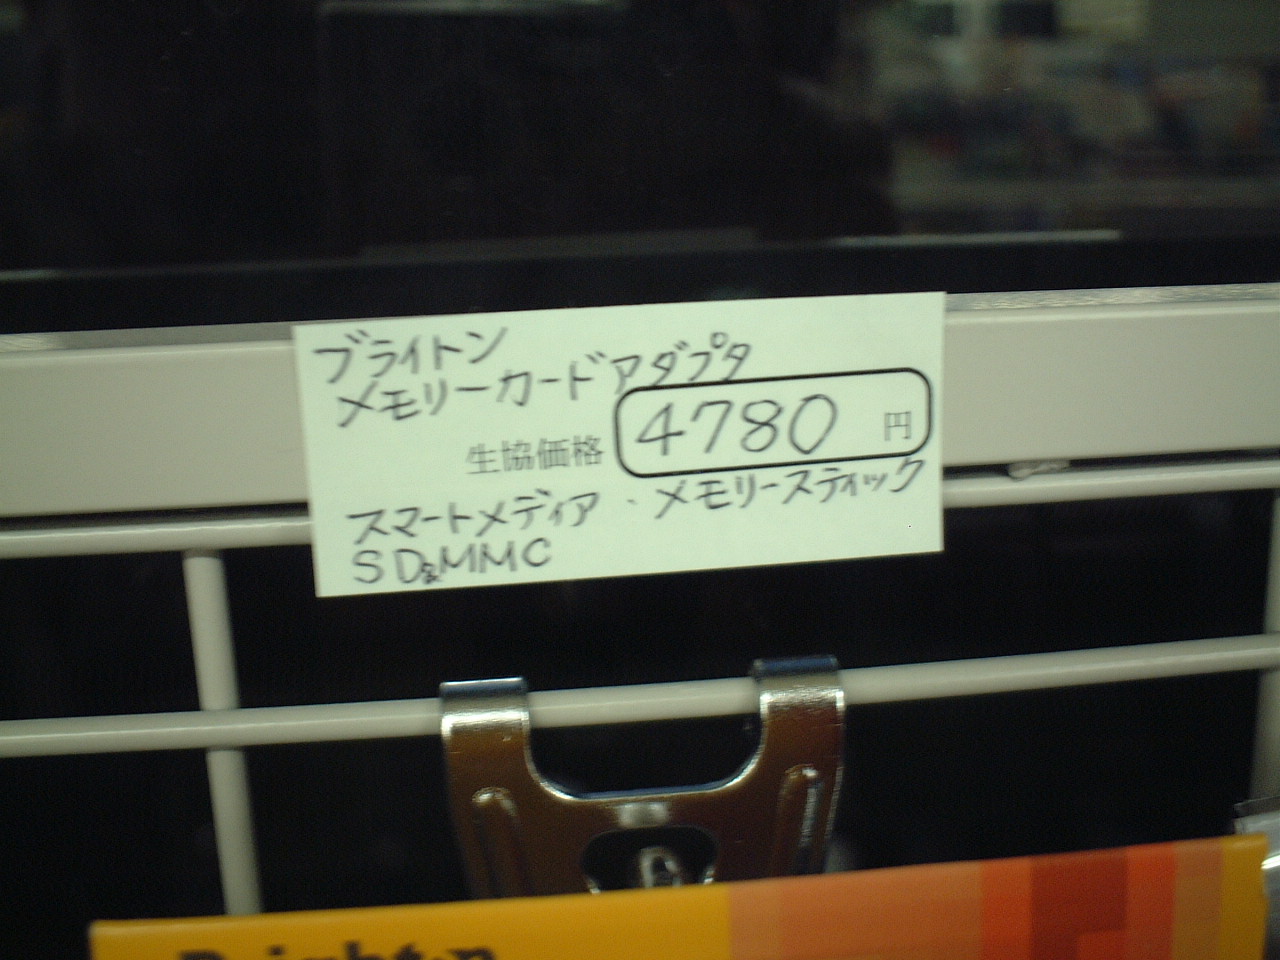 ブライトン
メモリーカードアダプタ
生協価格 4780 円
スマートメディア、メモリースティック
SD&MMC